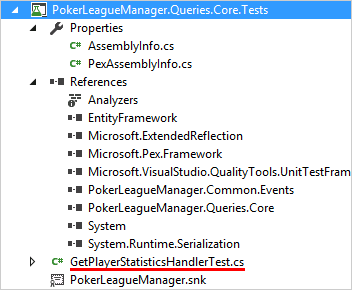 PokerLeagueManager.Queries.Core.Tests
Properties
C# AssemblyInfo.cs
C# PexAssemblyInfo.cs
References
Analyzers
EntityFramework
Microsoft.ExtendedReflection
Microsoft.Pex.Framework
Microsoft.VisualStudio.QualityTools.UnitTestFram
PokerLeagueManager.Common.Events
PokerLeagueManager.Queries.Core
System
System.Runtime.Serialization
C# GetPlayerStatisticsHandlerTest.cs
PokerLeagueManager.snk